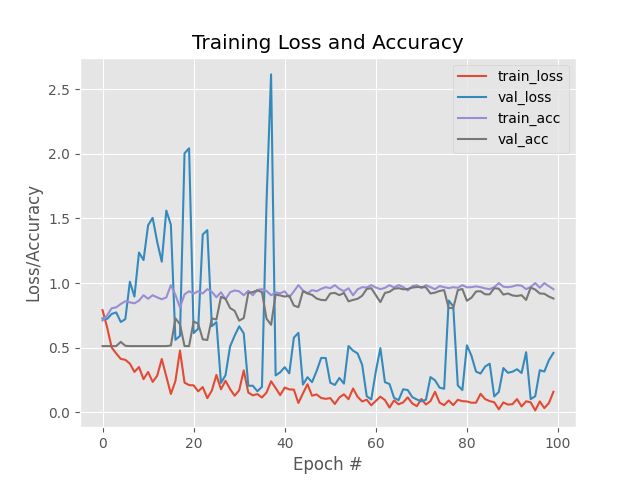 Training Loss and Accuracy
train_loss
val_loss
train_acc
val_acc
2.5
2.0
1.5
1.0
0.5
0.0
Loss/Accuracy
0 20 40 60 80 100
Epoch #